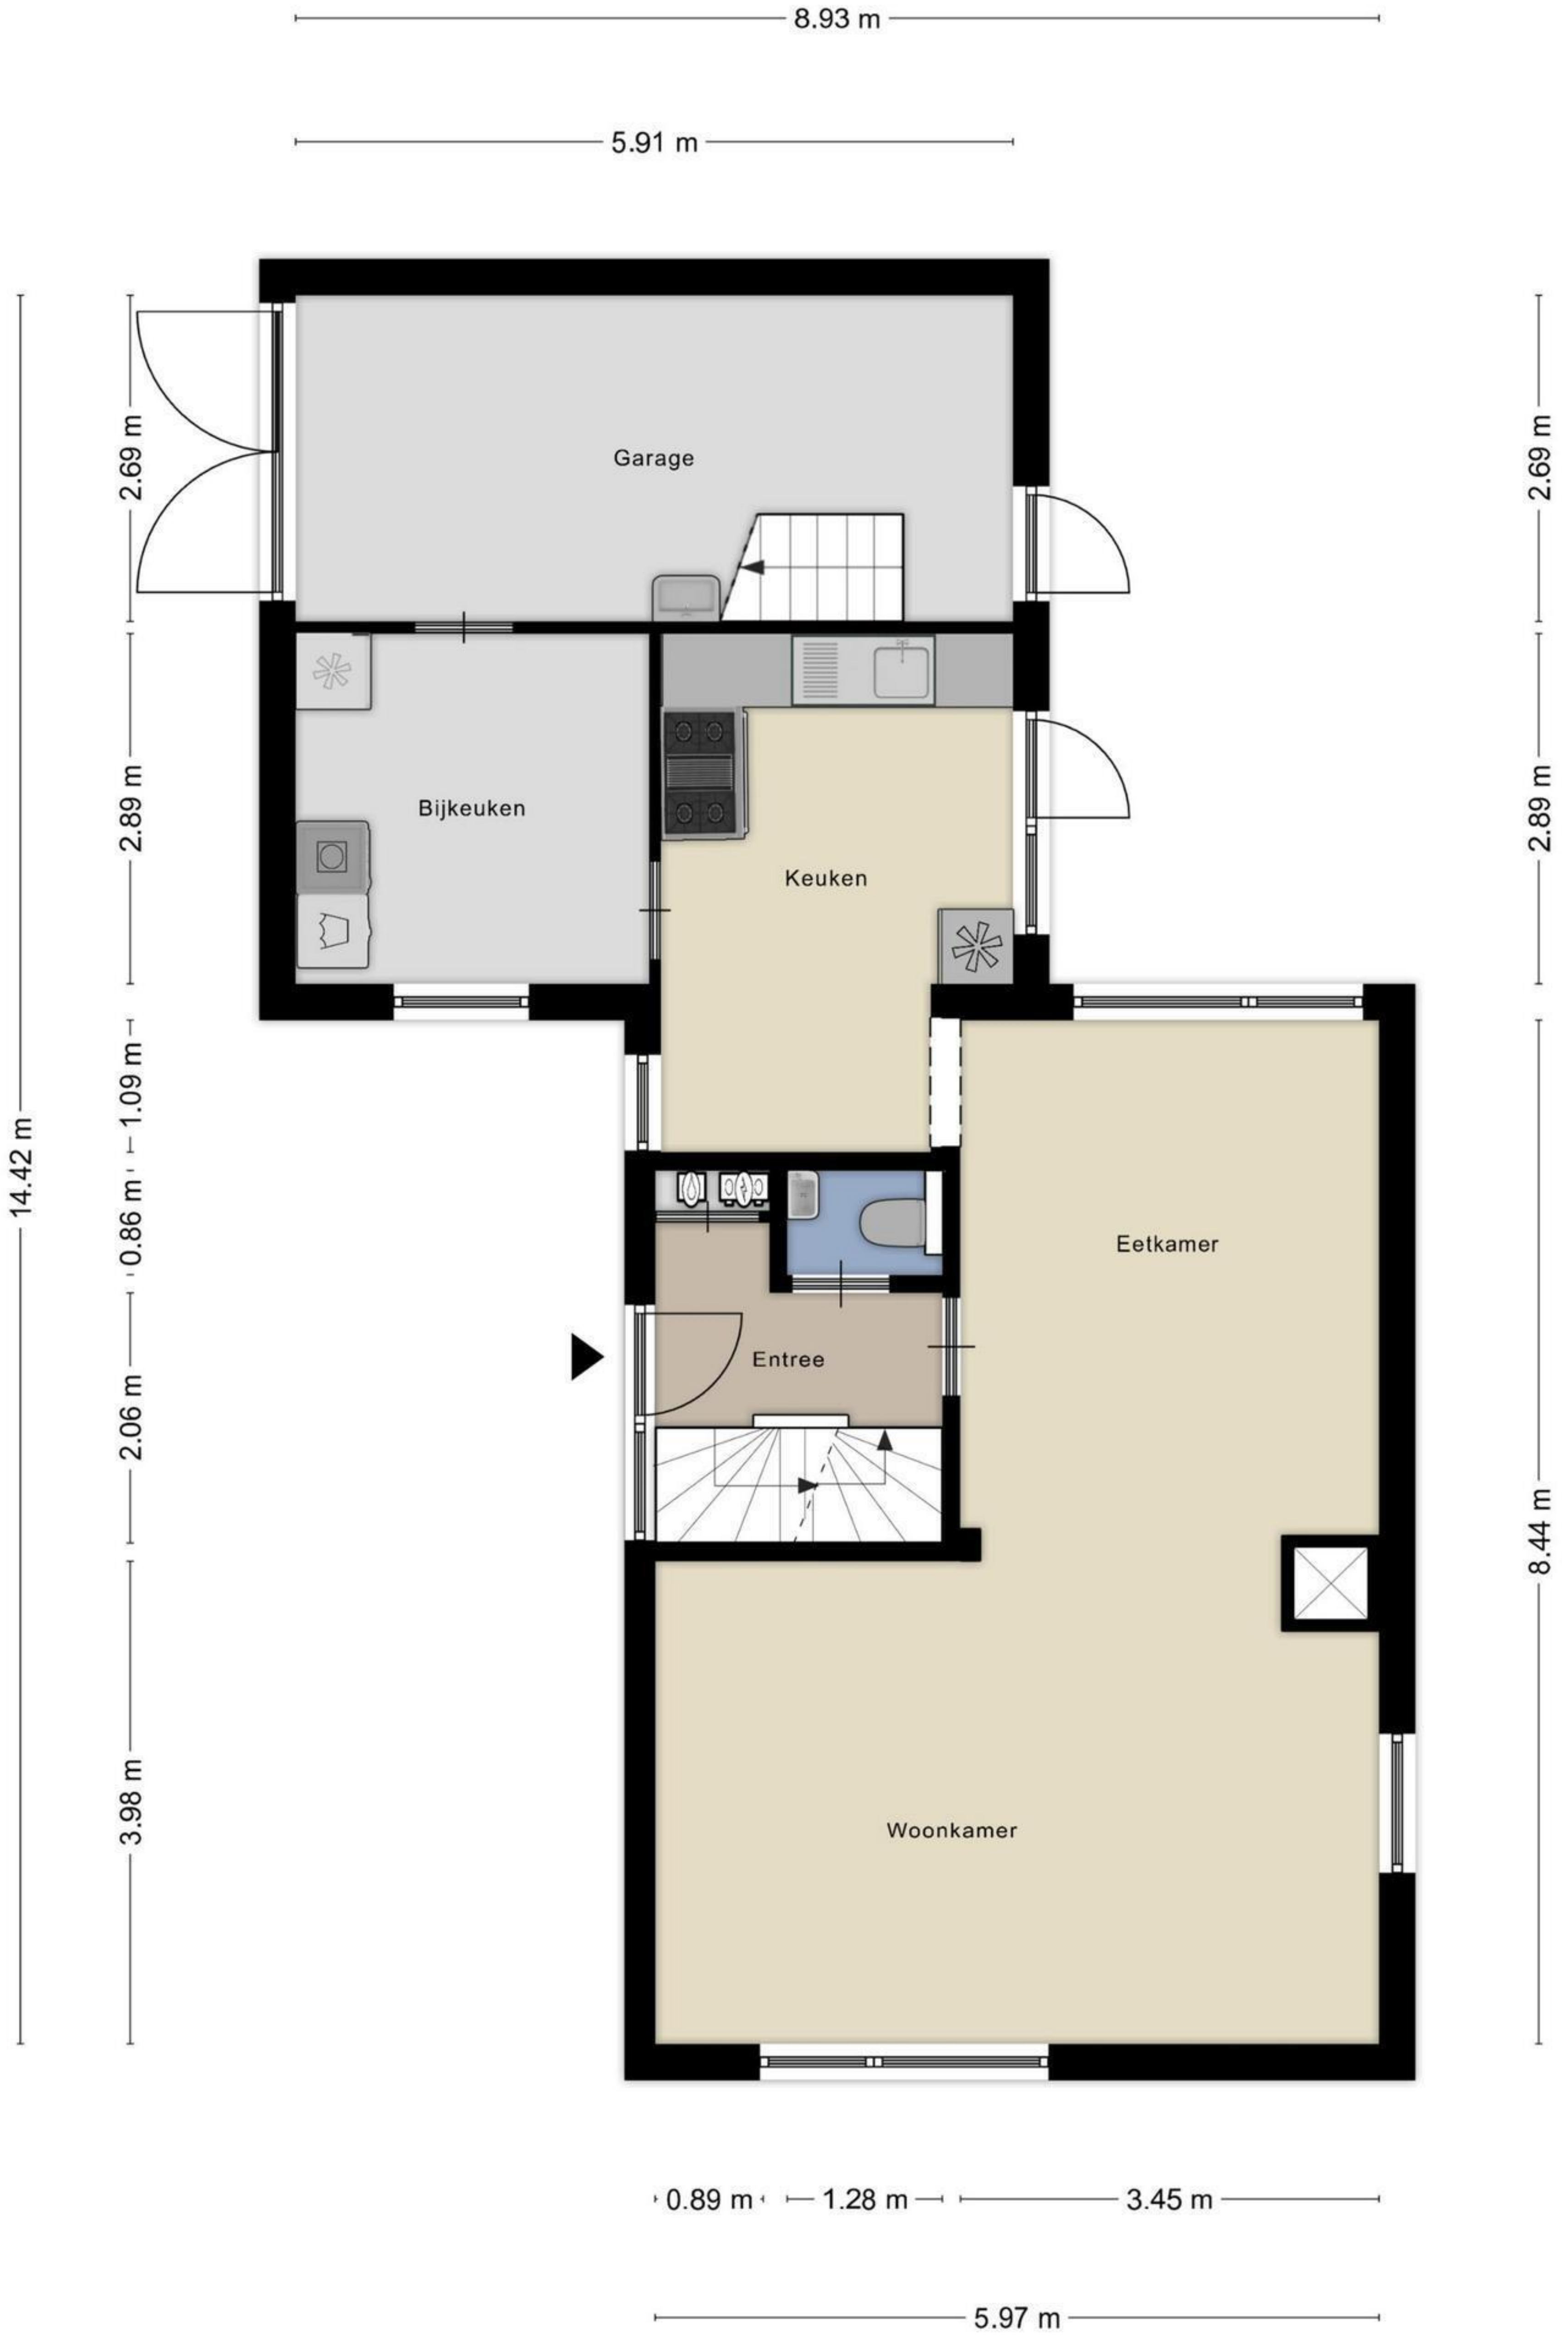 8.93 m
5.91 m
Garage
2.69 m
2.69 m
Bijkeuken
2.89 m
2.89 m
Keuken
1.09 m
14.42 m
0.86 m
Eetkamer
Entree
2.06 m
8.44 m
3.98 m
Woonkamer
0.89 m
1.28 m
3.45 m
5.97 m